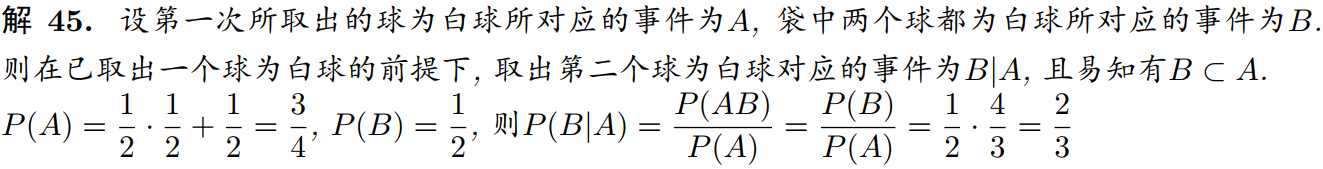 解 45. 设第一次所取出的球为白球所对应的事件为A, 袋中两个球都为白球所对应的事件为B.
则在已取出一个球为白球的前提下, 取出第二个球为白球对应的事件为B|A, 且易知有B ⊂ A.
P(A) = 1/2 · 1/2 + 1/2 = 3/4, P(B) = 1/2, 则P(B|A) = P(AB)/P(A) = P(B)/P(A) = 1/2 · 4/3 = 2/3